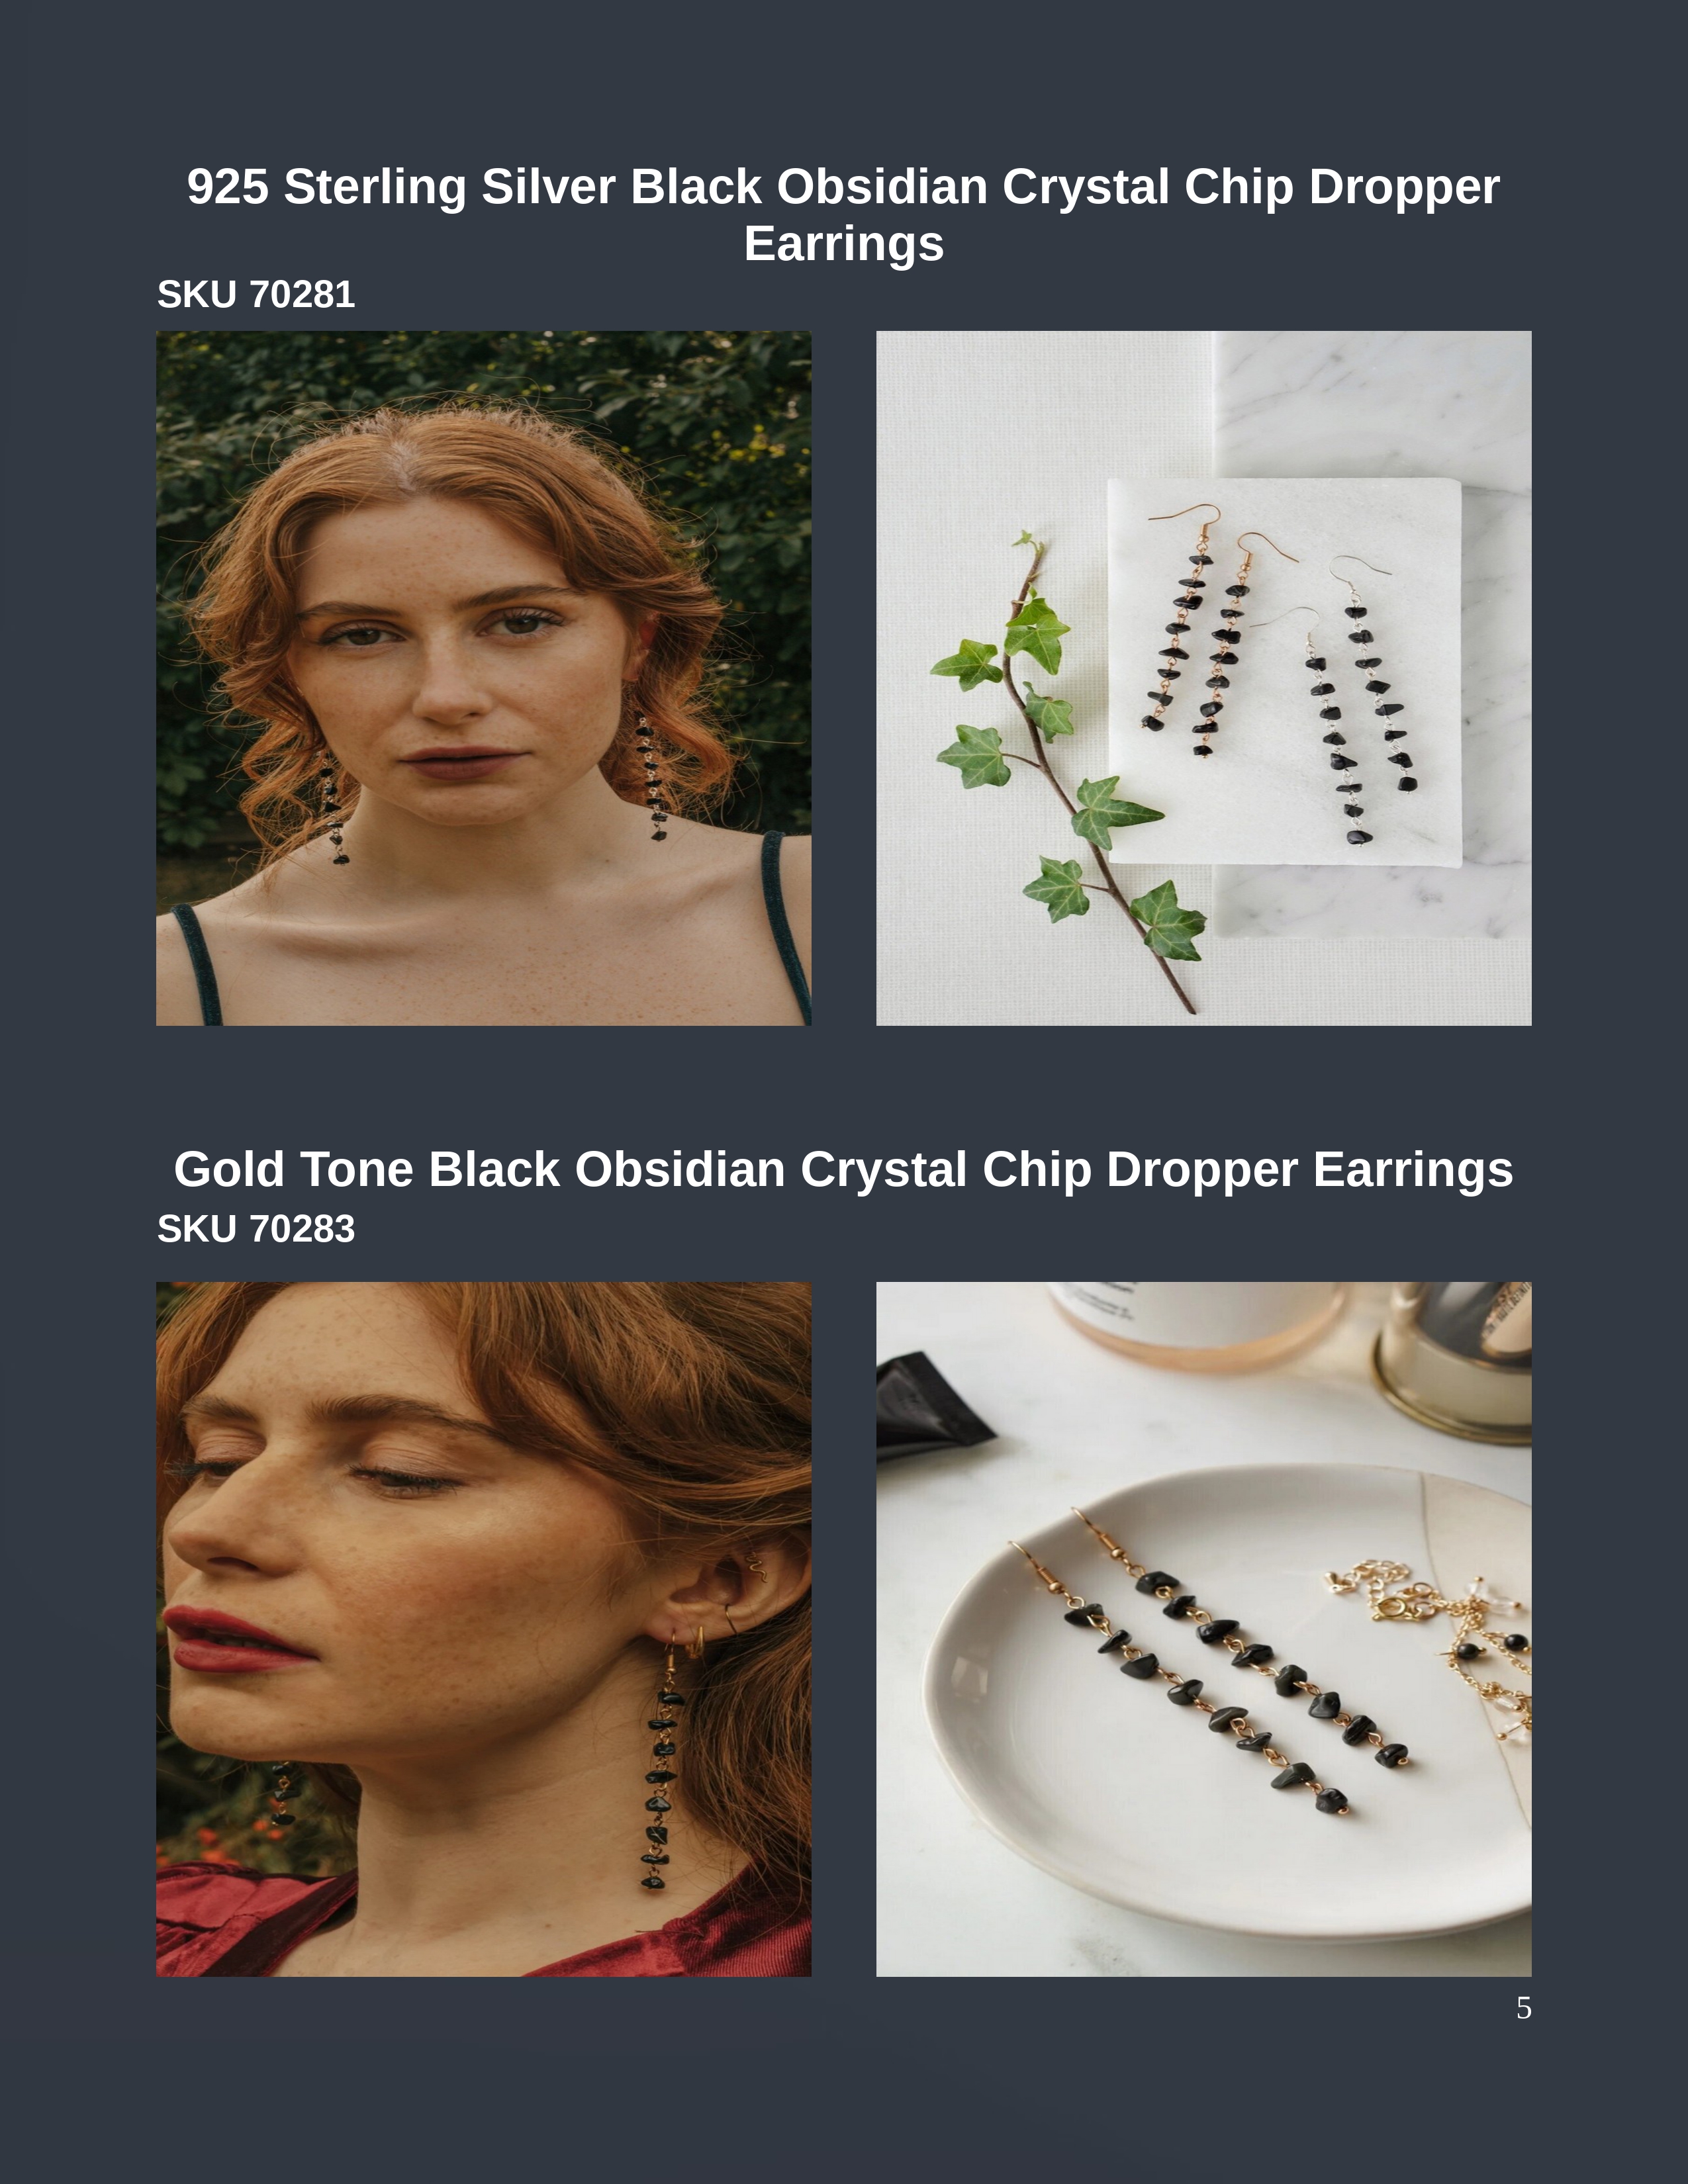 925 Sterling Silver Black Obsidian Crystal Chip Dropper
Earrings
SKU 70281
Gold Tone Black Obsidian Crystal Chip Dropper Earrings
SKU 70283
5